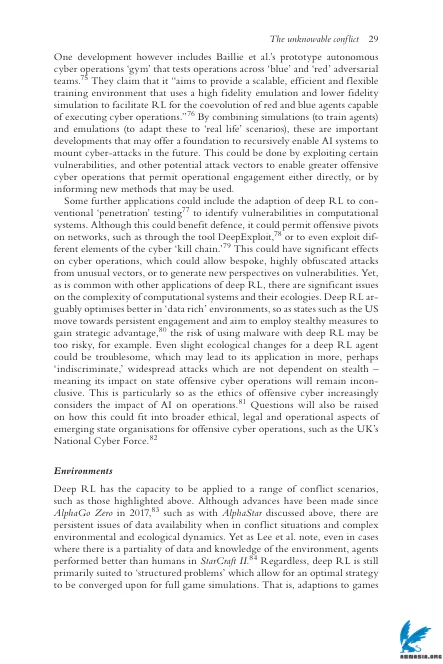 The unknowable conflict 29
One development however includes Baillie et al.'s prototype autonomous
cyber operations 'gym' that tests operations across 'blue' and 'red' adversarial
teams.75 They claim that it "aims to provide a scalable, efficient and flexible
training environment that uses a high fidelity emulation and lower fidelity
simulation to facilitate RL for the coevolution of red and blue agents capable
of executing cyber operations."76 By combining simulations (to train agents)
and emulations (to adapt these to 'real life' scenarios), these are important
developments that may offer a foundation to recursively enable AI systems to
mount cyber-attacks in the future. This could be done by exploiting certain
vulnerabilities, and other potential attack vectors to enable greater offensive
cyber operations that permit operational engagement either directly, or by
informing new methods that may be used.
Some further applications could include the adaption of deep RL to con-
ventional 'penetration' testing77 to identify vulnerabilities in computational
systems. Although this could benefit defence, it could permit offensive pivots
on networks, such as through the tool DeepExploit,78 or to even exploit dif-
ferent elements of the cyber 'kill chain.'79 This could have significant effects
on cyber operations, which could allow bespoke, highly obfuscated attacks
from unusual vectors, or to generate new perspectives on vulnerabilities. Yet,
as is common with other applications of deep RL, there are significant issues
on the complexity of computational systems and their ecologies. Deep RL ar-
guably optimises better in 'data rich' environments, so as states such as the US
move towards persistent engagement and aim to employ stealthy measures to
gain strategic advantage,80 the risk of using malware with deep RL may be
too risky, for example. Even slight ecological changes for a deep RL agent
could be troublesome, which may lead to its application in more, perhaps
'indiscriminate,' widespread attacks which are not dependent on stealth –
meaning its impact on state offensive cyber operations will remain incon-
clusive. This is particularly so as the ethics of offensive cyber increasingly
considers the impact of AI on operations.81 Questions will also be raised
on how this could fit into broader ethical, legal and operational aspects of
emerging state organisations for offensive cyber operations, such as the UK's
National Cyber Force.82
Environments
Deep RL has the capacity to be applied to a range of conflict scenarios,
such as those highlighted above. Although advances have been made since
AlphaGo Zero in 2017,83 such as with AlphaStar discussed above, there are
persistent issues of data availability when in conflict situations and complex
environmental and ecological dynamics. Yet as Lee et al. note, even in cases
where there is a partiality of data and knowledge of the environment, agents
performed better than humans in StarCraft II.84 Regardless, deep RL is still
primarily suited to 'structured problems' which allow for an optimal strategy
to be converged upon for full game simulations. That is, adaptions to games